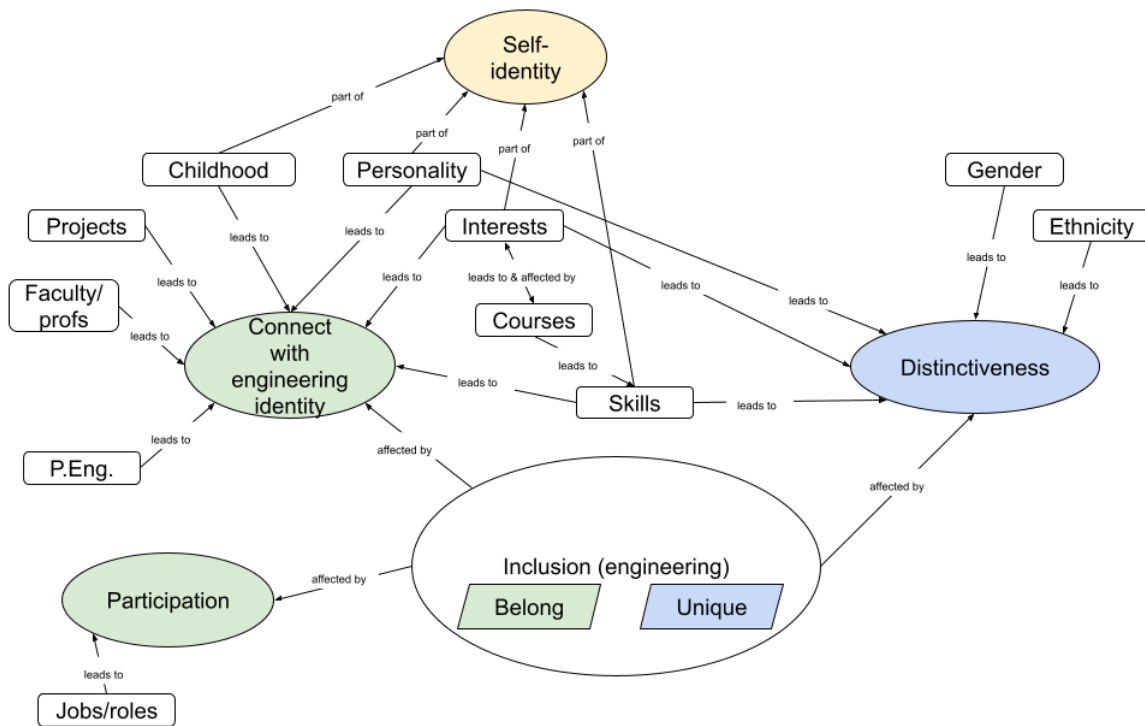 Self-
identity
part of
part of
part of
part of
Childhood
Personality
Gender
Projects
Interests
Ethnicity
leads to
leads to
leads to
leads to
leads to
leads to & affected by
leads to
leads to
leads to
Faculty/
profs
Courses
leads to
Connect
with
engineering
identity
leads to
Distinctiveness
leads to
Skills
leads to
leads to
P.Eng.
affected by
affected by
Inclusion (engineering)
affected by
Participation
Belong
Unique
leads to
Jobs/roles